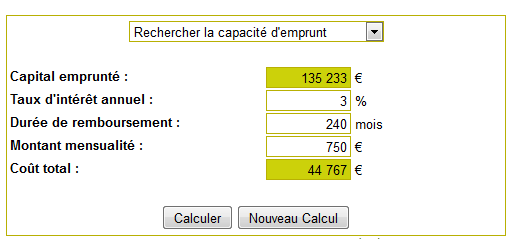 Rechercher la capacité d'emprunt
Capital emprunté : 135 233 €
Taux d'intérêt annuel : 3 %
Durée de remboursement : 240 mois
Montant mensualité : 750 €
Coût total : 44 767 €
Calculer Nouveau Calcul